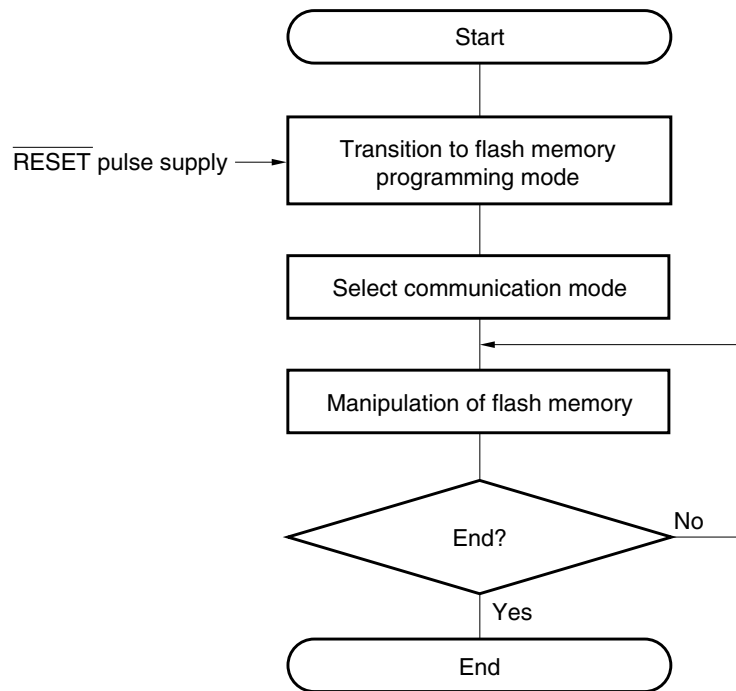 Start
RESET pulse supply
Transition to flash memory
programming mode
Select communication mode
Manipulation of flash memory
End?
No
Yes
End